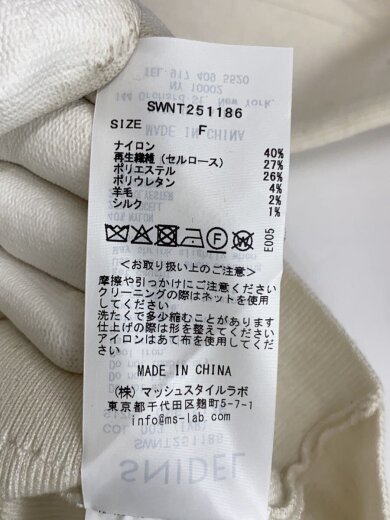 SWNT251186
SIZE F
ナイロン 40%
再生繊維（セルロース） 27%
ポリエステル 26%
ポリウレタン 4%
羊毛 2%
シルク 1%
E005
＜お取り扱い上のご注意＞
摩擦や引っかけにご注意ください
クリーニングの際はネットを使用
してください
洗たくで多少縮むことがあります
仕上げの際は形を整えてください
アイロンはあて布を使用してくだ
さい
MADE IN CHINA
（株）マッシュスタイルラボ
東京都千代田区麹町5-7-1
info@ms-lab.com